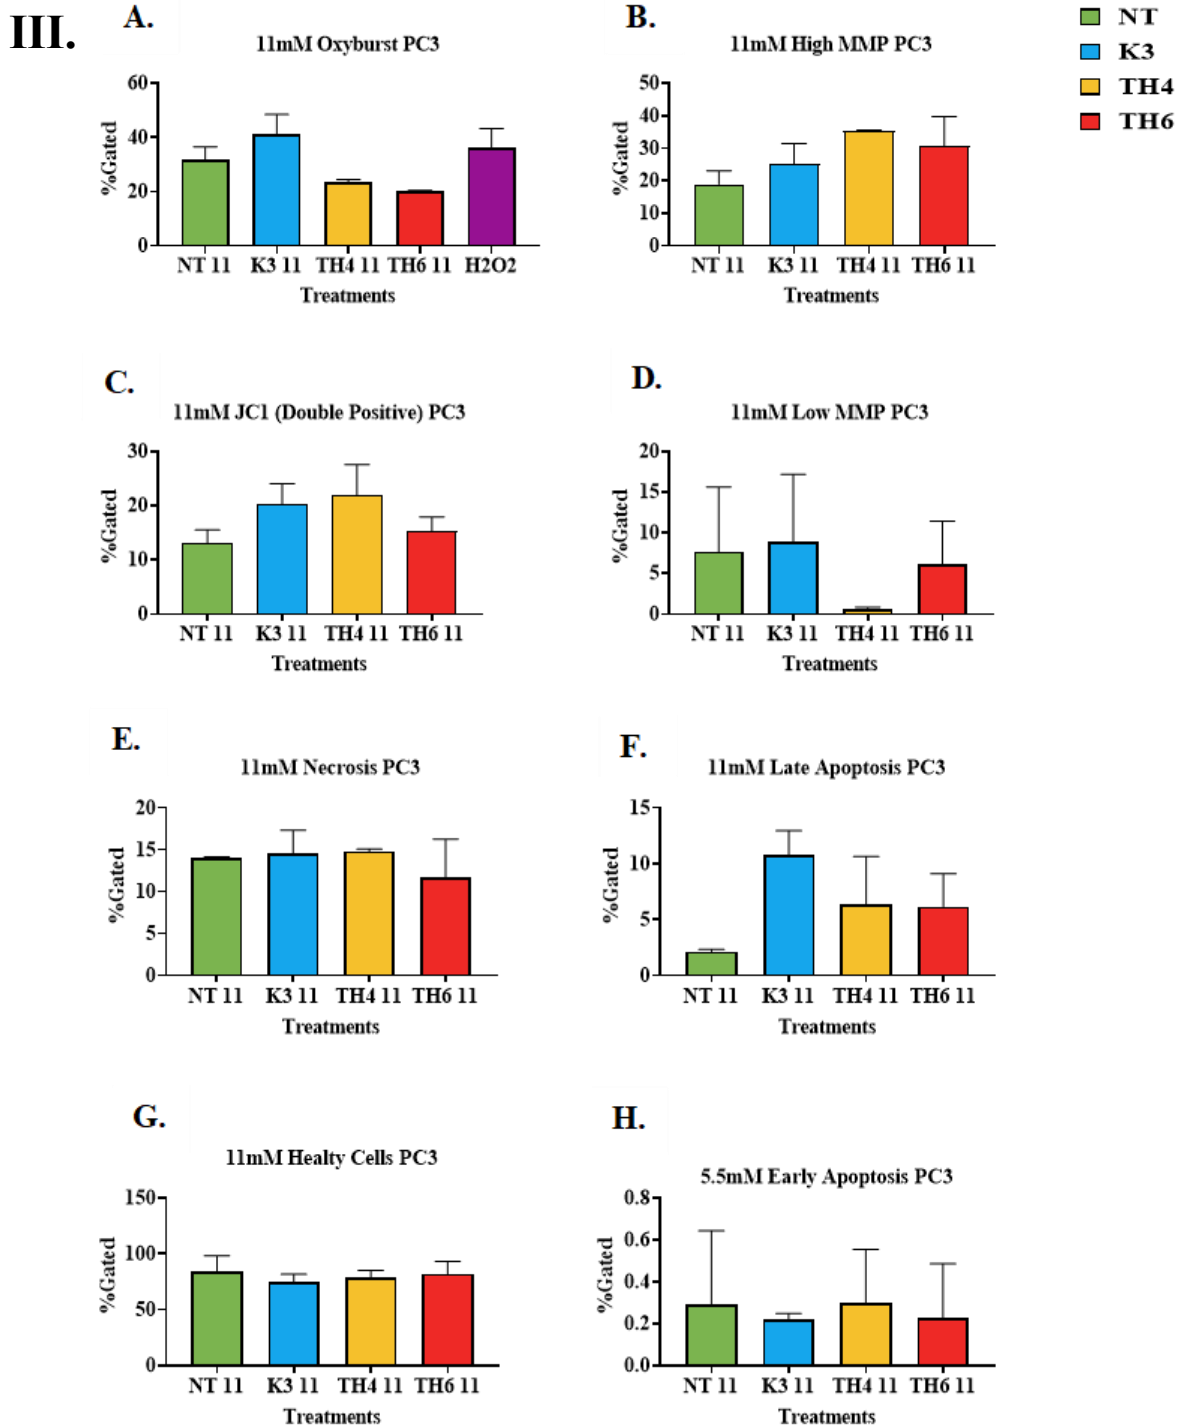 III.
A.
11mM Oxyburst PC3
60
40
20
0
%Gated
NT 11 K3 11 TH4 11 TH6 11 H2O2
Treatments
B.
11mM High MMP PC3
50
40
30
20
10
0
%Gated
NT 11 K3 11 TH4 11 TH6 11
Treatments
NT
K3
TH4
TH6
C.
11mM JC1 (Double Positive) PC3
30
20
10
0
%Gated
NT 11 K3 11 TH4 11 TH6 11
Treatments
D.
11mM Low MMP PC3
20
15
10
5
0
%Gated
NT 11 K3 11 TH4 11 TH6 11
Treatments
E.
11mM Necrosis PC3
20
15
10
5
0
%Gated
NT 11 K3 11 TH4 11 TH6 11
Treatments
F.
11mM Late Apoptosis PC3
15
10
5
0
%Gated
NT 11 K3 11 TH4 11 TH6 11
Treatments
G.
11mM Healty Cells PC3
150
100
50
0
%Gated
NT 11 K3 11 TH4 11 TH6 11
Treatments
H.
5.5mM Early Apoptosis PC3
0.8
0.6
0.4
0.2
0.0
%Gated
NT 11 K3 11 TH4 11 TH6 11
Treatments